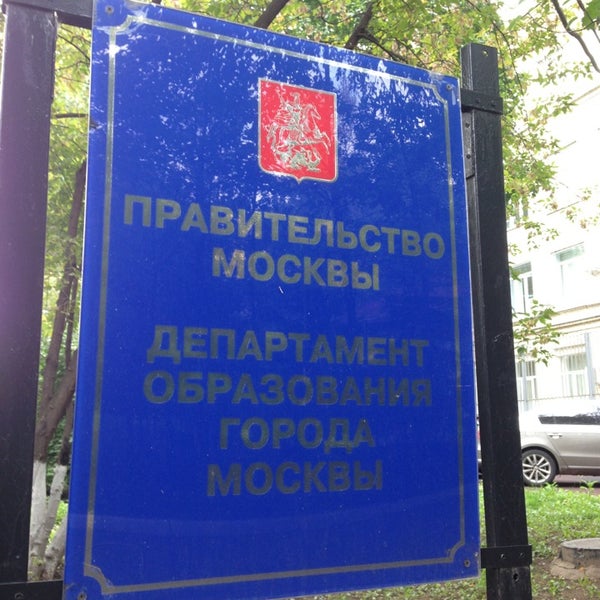 ПРАВИТЕЛЬСТВО
МОСКВЫ
ДЕПАРТАМЕНТ
ОБРАЗОВАНИЯ
ГОРОДА
МОСКВЫ